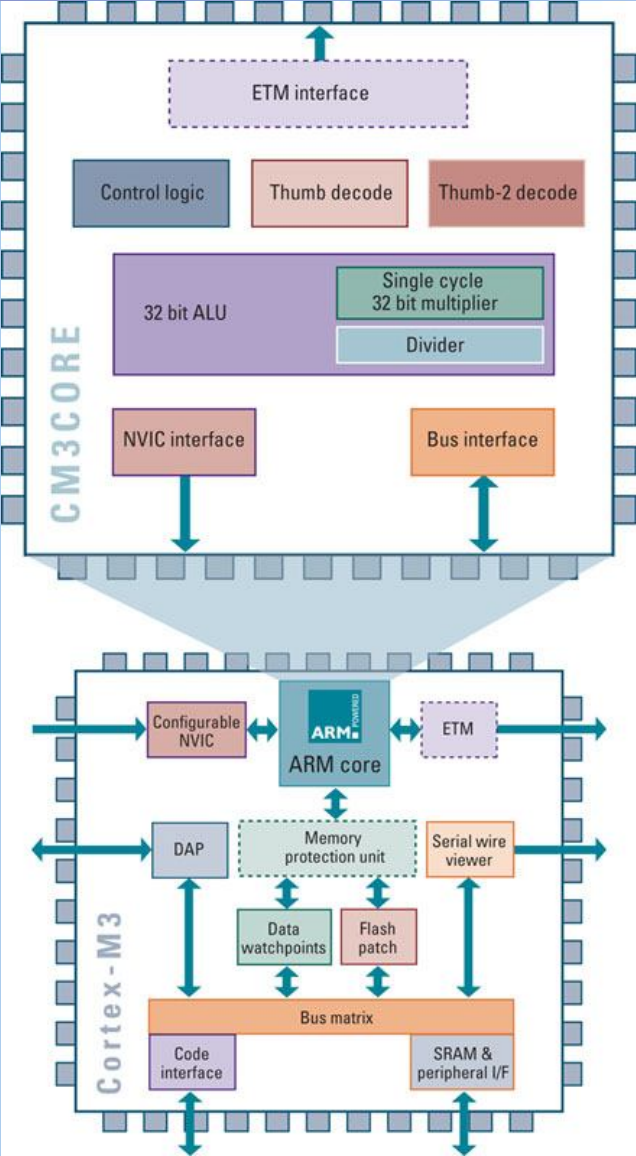 ETM interface
Control logic
Thumb decode
Thumb-2 decode
32 bit ALU
Single cycle
32 bit multiplier
Divider
NVIC interface
Bus interface
CM3CORE
Configurable
NVIC
ARM
POWERED
ARM core
ETM
DAP
Memory
protection unit
Serial wire
viewer
Data
watchpoints
Flash
patch
Bus matrix
Code
interface
SRAM &
peripheral I/F
Cortex-M3